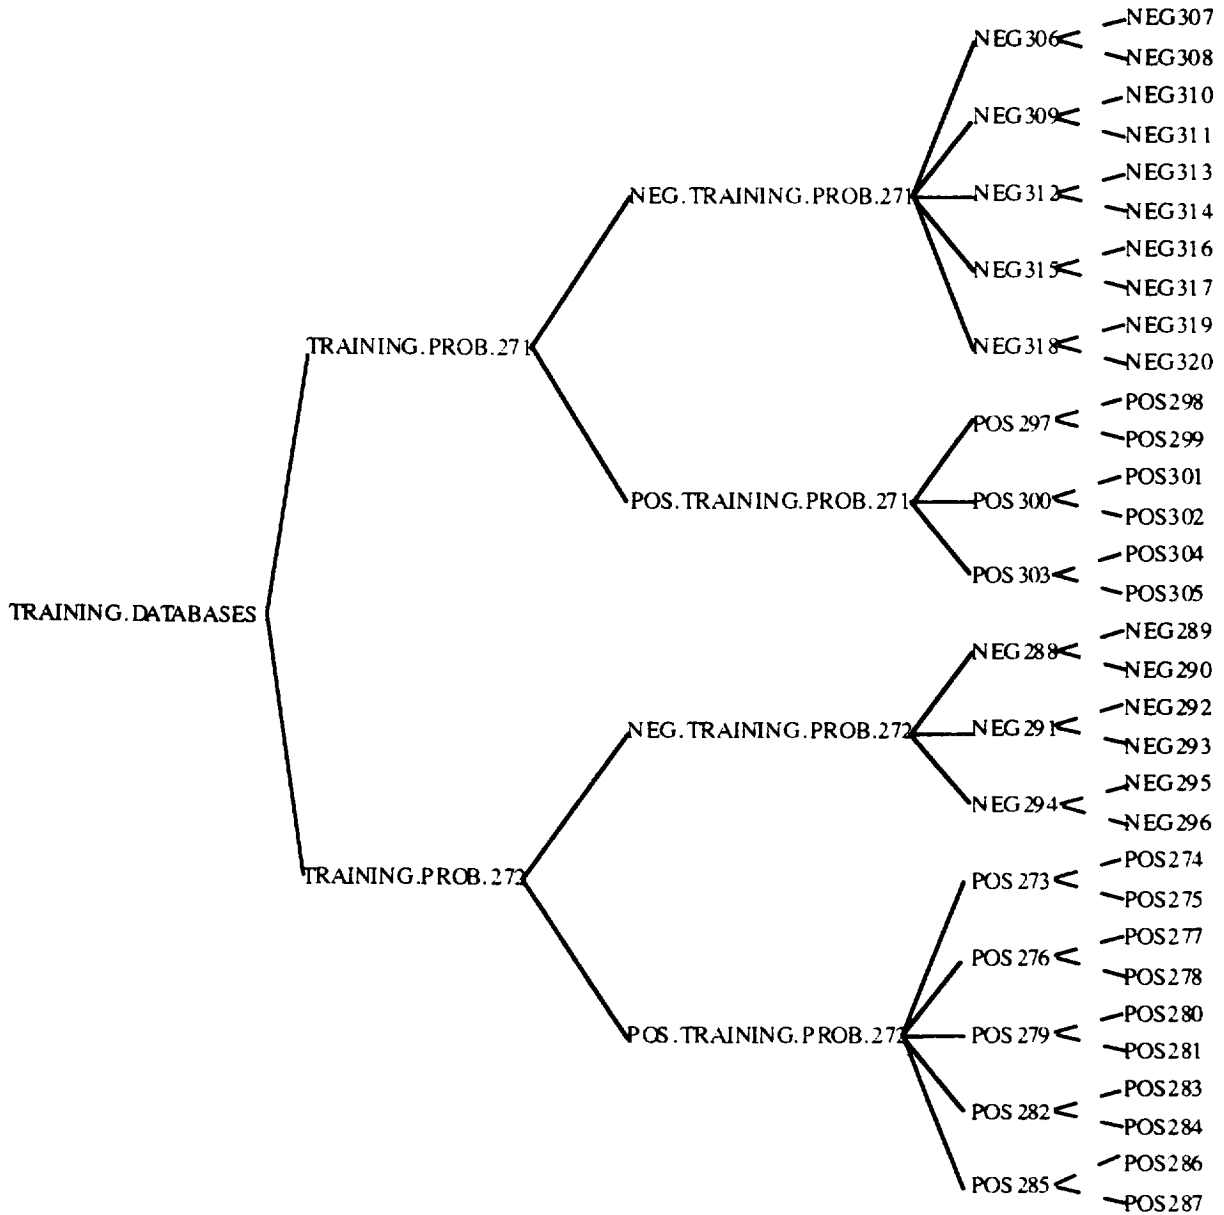 TRAINING.DATABASES
TRAINING.PROB.271
NEG.TRAINING.PROB.271
NEG306
NEG307
NEG308
NEG309
NEG310
NEG311
NEG312
NEG313
NEG314
NEG315
NEG316
NEG317
NEG318
NEG319
NEG320
POS.TRAINING.PROB.271
POS297
POS298
POS299
POS300
POS301
POS302
POS303
POS304
POS305
TRAINING.PROB.272
NEG.TRAINING.PROB.272
NEG288
NEG289
NEG290
NEG291
NEG292
NEG293
NEG294
NEG295
NEG296
POS.TRAINING.PROB.272
POS273
POS274
POS275
POS276
POS277
POS278
POS279
POS280
POS281
POS282
POS283
POS284
POS285
POS286
POS287